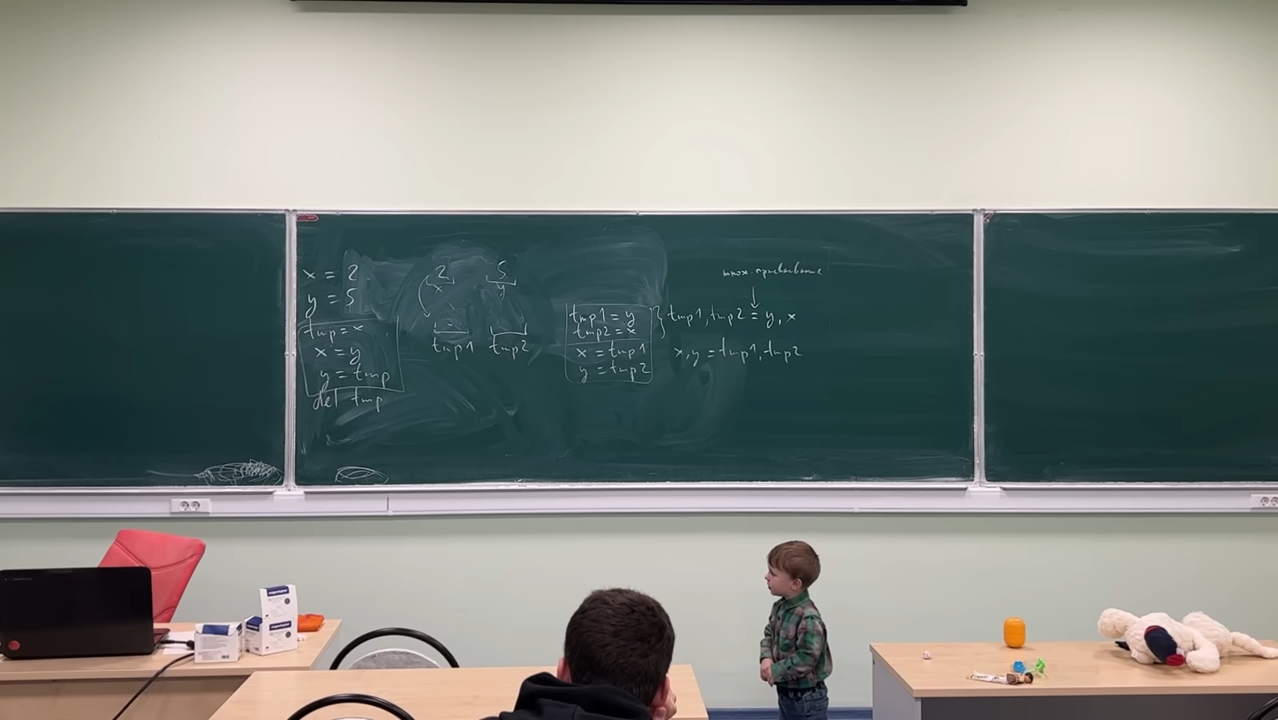 x = 2
y = 5
tmp = x
x = y
y = tmp
del tmp
2 5
x y
tmp1 tmp2
tmp1 = y
tmp2 = x
x = tmp1
y = tmp2
множ. присваивание
tmp1, tmp2 = y, x
x, y = tmp1, tmp2